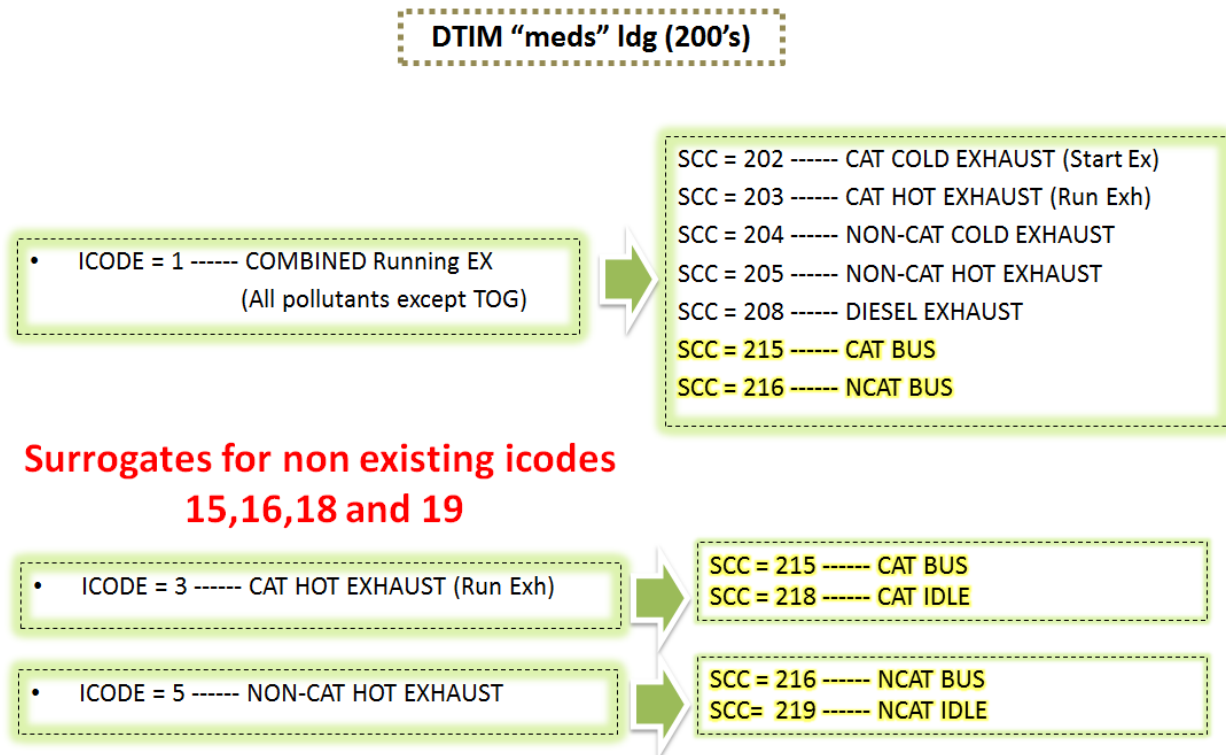 DTIM “meds” ldg (200’s)
• ICODE = 1 ------ COMBINED Running EX
(All pollutants except TOG)
SCC = 202 ------ CAT COLD EXHAUST (Start Ex)
SCC = 203 ------ CAT HOT EXHAUST (Run Exh)
SCC = 204 ------ NON-CAT COLD EXHAUST
SCC = 205 ------ NON-CAT HOT EXHAUST
SCC = 208 ------ DIESEL EXHAUST
SCC = 215 ------ CAT BUS
SCC = 216 ------ NCAT BUS
Surrogates for non existing icodes
15,16,18 and 19
• ICODE = 3 ------ CAT HOT EXHAUST (Run Exh)
SCC = 215 ------ CAT BUS
SCC = 218 ------ CAT IDLE
• ICODE = 5 ------ NON-CAT HOT EXHAUST
SCC = 216 ------ NCAT BUS
SCC= 219 ------ NCAT IDLE